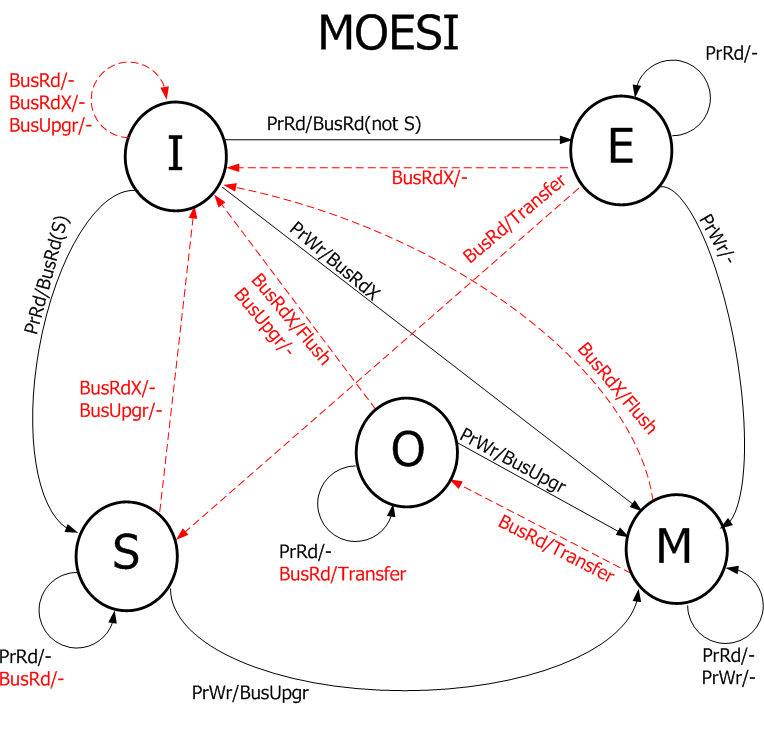 MOESI
PrRd/-
BusRd/-
BusRdX/-
BusUpgr/-
I
PrRd/BusRd(not S)
E
BusRdX/-
BusRd/Transfer
PrWr/-
PrRd/BusRd(S)
PrWr/BusRdX
BusRdX/Flush
BusUpgr/-
BusRdX/Flush
BusRdX/-
BusUpgr/-
O
PrWr/BusUpgr
BusRd/Transfer
S
M
PrRd/-
BusRd/Transfer
PrRd/-
BusRd/-
PrRd/-
PrWr/-
PrWr/BusUpgr